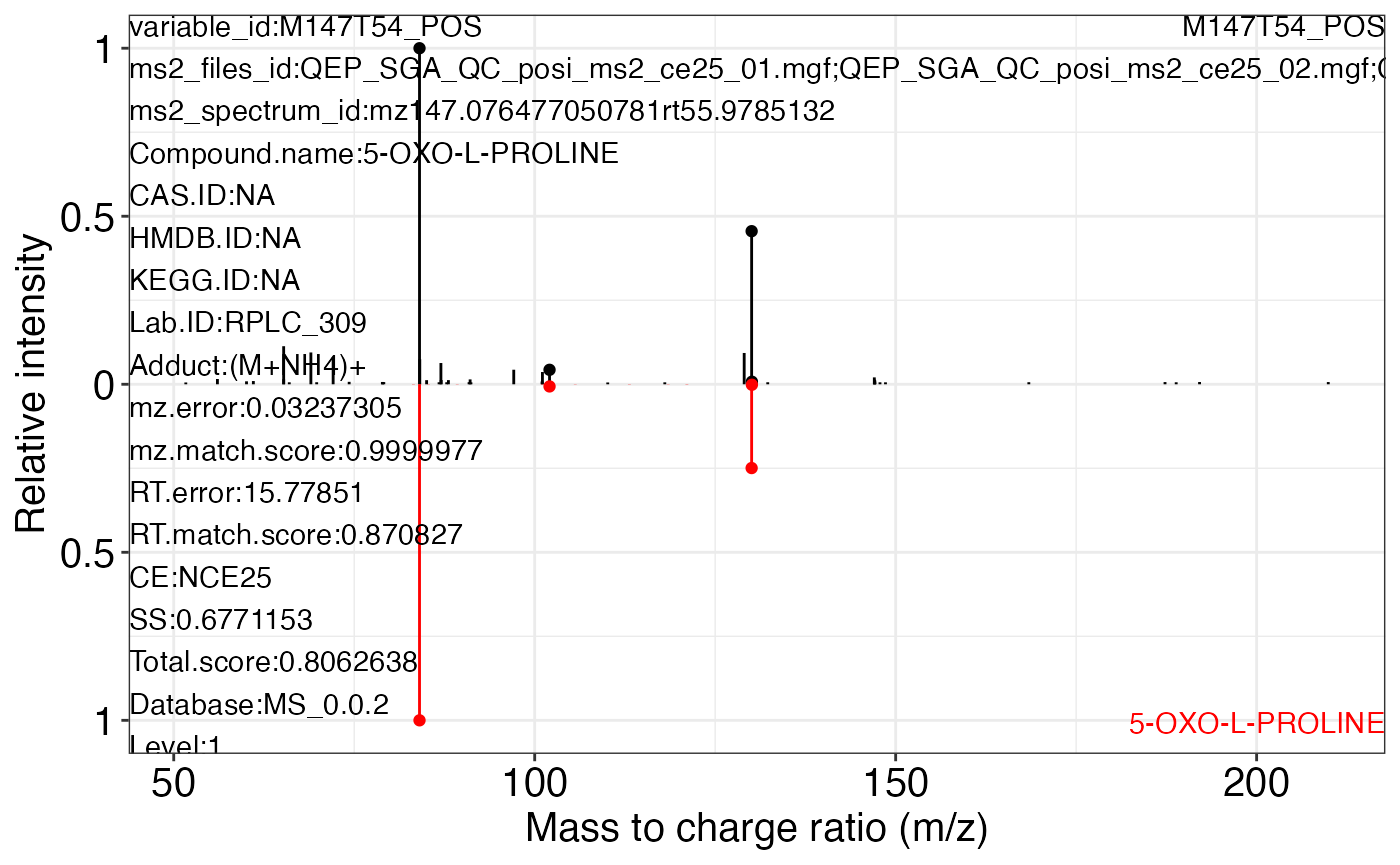 variable_id:M147T54_POS
M147T54_POS
ms2_files_id:QEP_SGA_QC_posi_ms2_ce25_01.mgf;QEP_SGA_QC_posi_ms2_ce25_02.mgf;
ms2_spectrum_id:mz147.076477050781rt55.9785132
Compound.name:5-OXO-L-PROLINE
CAS.ID:NA
HMDB.ID:NA
KEGG.ID:NA
Lab.ID:RPLC_309
Adduct:(M+NH4)+
mz.error:0.03237305
mz.match.score:0.9999977
RT.error:15.77851
RT.match.score:0.870827
CE:NCE25
SS:0.6771153
Total.score:0.8062638
Database:MS_0.0.2
Level:1
5-OXO-L-PROLINE
1
0.5
0
0.5
1
Relative intensity
50
100
150
200
Mass to charge ratio (m/z)